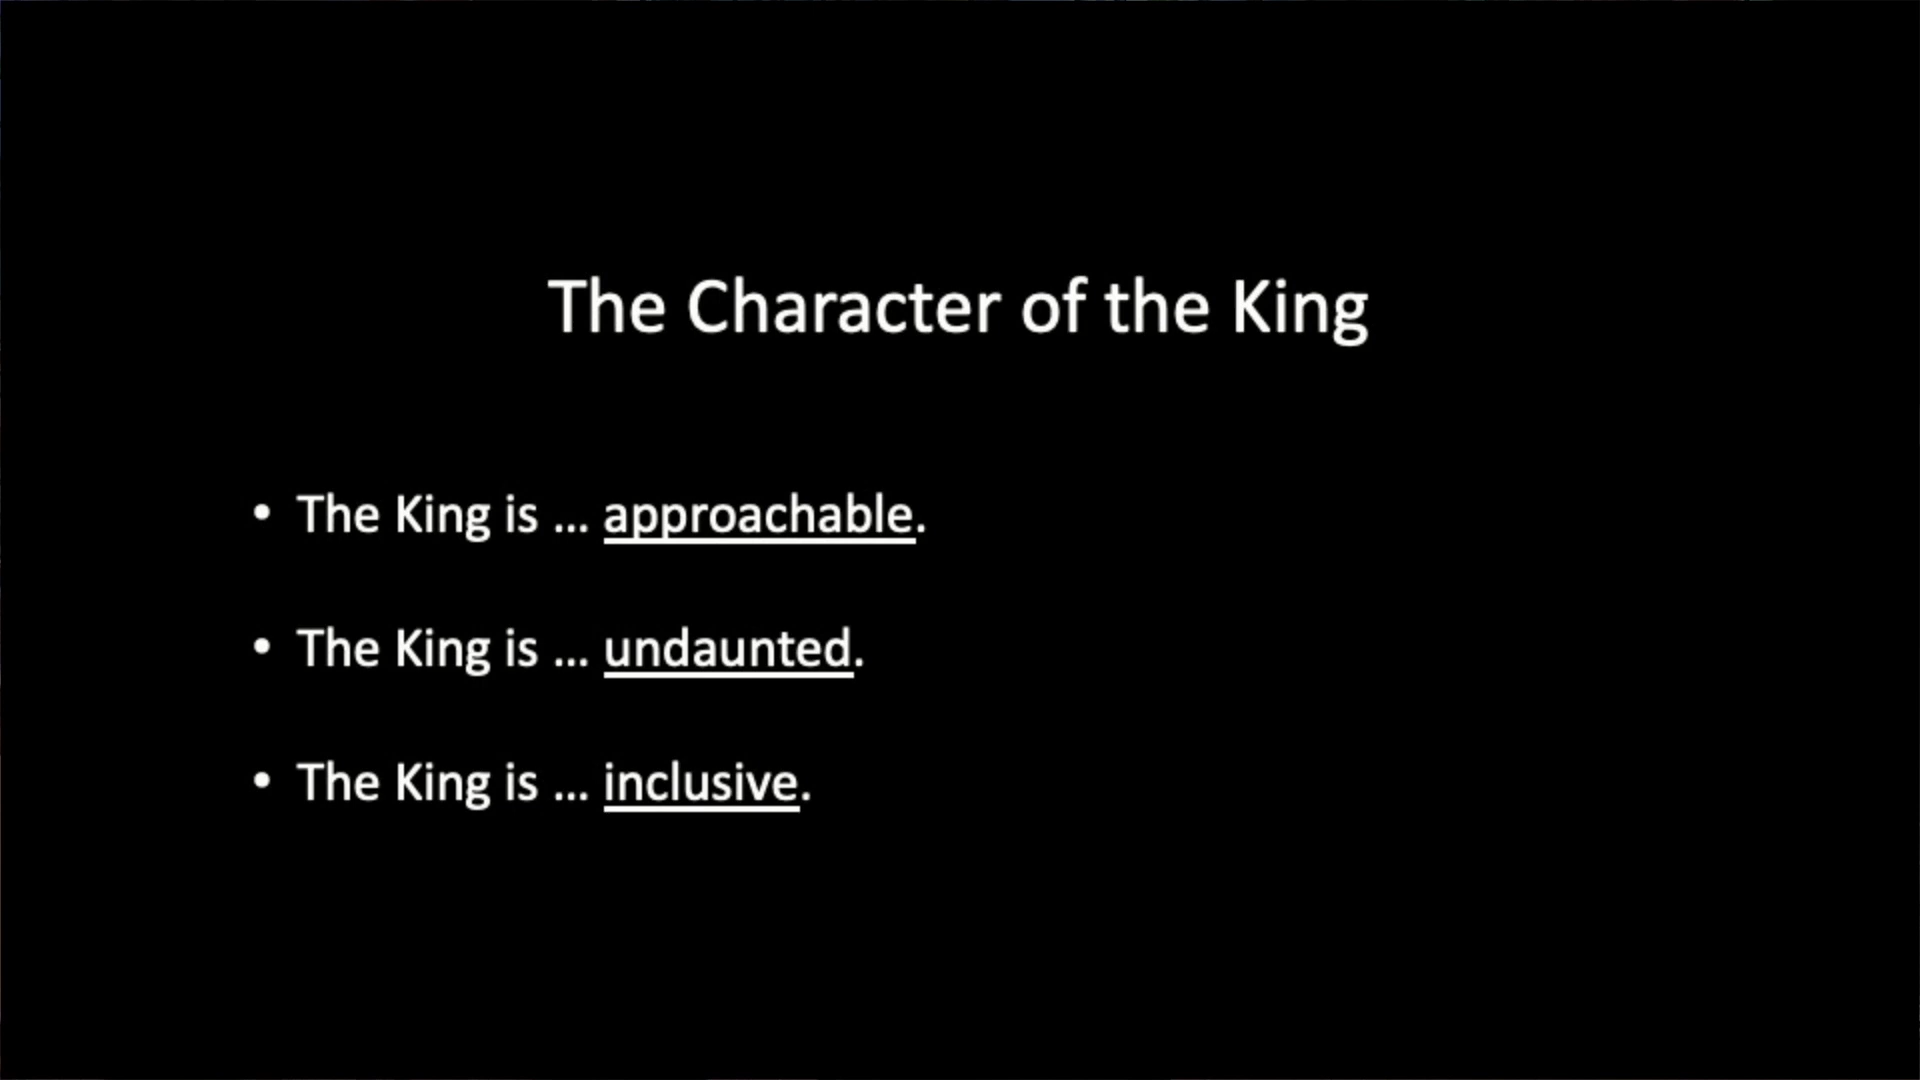 The Character of the King
• The King is ... approachable.
• The King is ... undaunted.
• The King is ... inclusive.